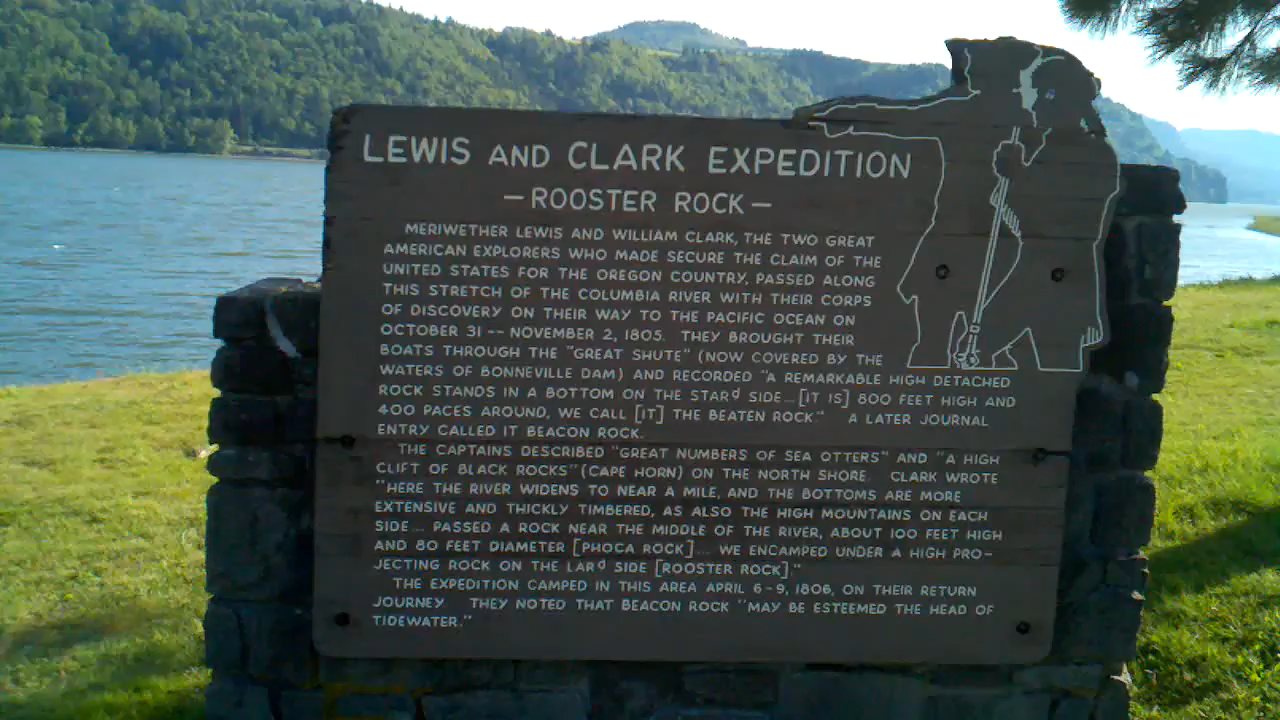 LEWIS AND CLARK EXPEDITION
—ROOSTER ROCK—
MERIWETHER LEWIS AND WILLIAM CLARK, THE TWO GREAT
AMERICAN EXPLORERS WHO MADE SECURE THE CLAIM OF THE
UNITED STATES FOR THE OREGON COUNTRY, PASSED ALONG
THIS STRETCH OF THE COLUMBIA RIVER WITH THEIR CORPS
OF DISCOVERY ON THEIR WAY TO THE PACIFIC OCEAN ON
OCTOBER 31 -- NOVEMBER 2, 1805. THEY BROUGHT THEIR
BOATS THROUGH THE "GREAT SHUTE" (NOW COVERED BY THE
WATERS OF BONNEVILLE DAM) AND RECORDED "A REMARKABLE HIGH DETACHED
ROCK STANDS IN A BOTTOM ON THE STARd SIDE... [IT IS] 800 FEET HIGH AND
400 PACES AROUND, WE CALL [IT] THE BEATEN ROCK." A LATER JOURNAL
ENTRY CALLED IT BEACON ROCK.
THE CAPTAINS DESCRIBED "GREAT NUMBERS OF SEA OTTERS" AND "A HIGH
CLIFT OF BLACK ROCKS" (CAPE HORN) ON THE NORTH SHORE. CLARK WROTE
"HERE THE RIVER WIDENS TO NEAR A MILE, AND THE BOTTOMS ARE MORE
EXTENSIVE AND THICKLY TIMBERED, AS ALSO THE HIGH MOUNTAINS ON EACH
SIDE... PASSED A ROCK NEAR THE MIDDLE OF THE RIVER, ABOUT 100 FEET HIGH
AND 80 FEET DIAMETER [PHOCA ROCK]... WE ENCAMPED UNDER A HIGH PRO-
JECTING ROCK ON THE LARd SIDE [ROOSTER ROCK]."
THE EXPEDITION CAMPED IN THIS AREA APRIL 6-9, 1806, ON THEIR RETURN
JOURNEY THEY NOTED THAT BEACON ROCK "MAY BE ESTEEMED THE HEAD OF
TIDEWATER."